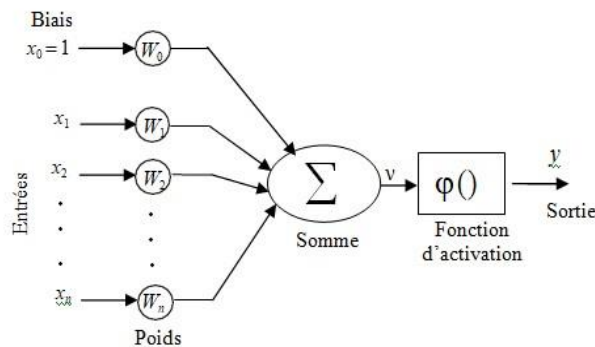 Biais
x₀=1 W₀
x₁ W₁
x₂ W₂
xₙ Wₙ
Entrées
Poids
Σ
Somme
ν
φ()
Fonction
d'activation
y
Sortie